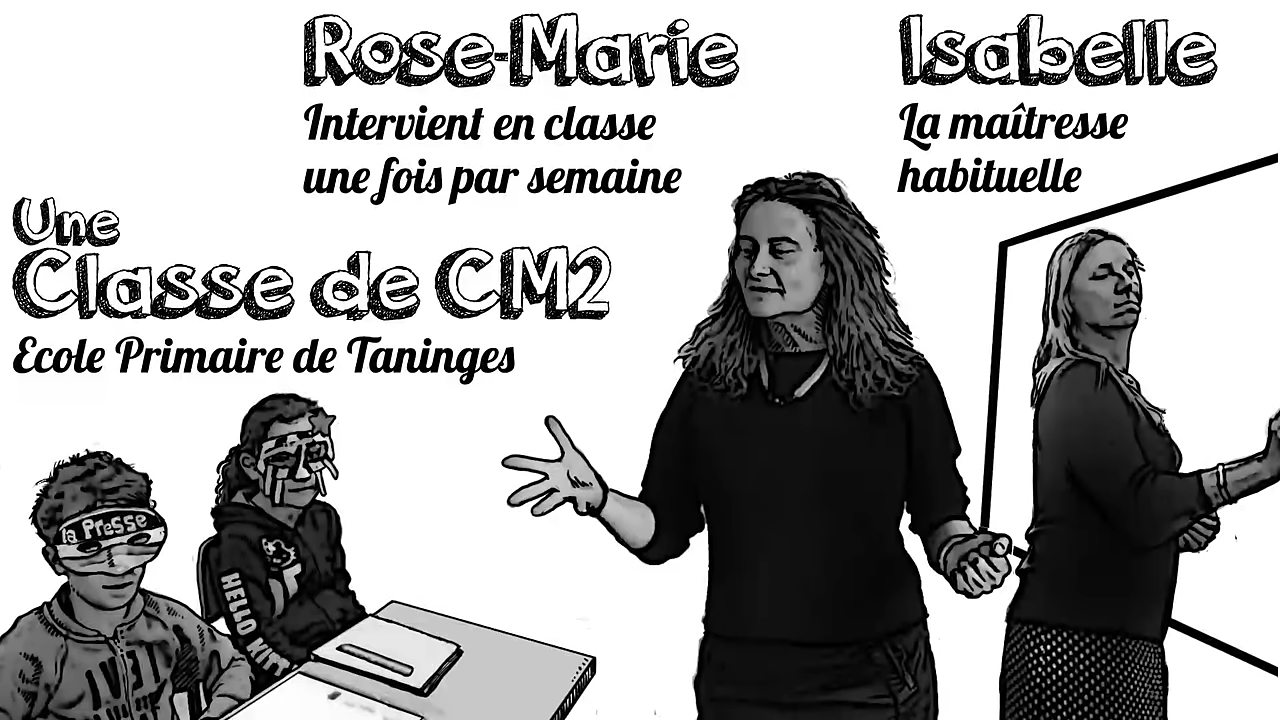 Rose-Marie
Intervient en classe
une fois par semaine
Isabelle
La maîtresse
habituelle
Une
Classe de CM2
Ecole Primaire de Taninges
la Presse
HELLO KITT